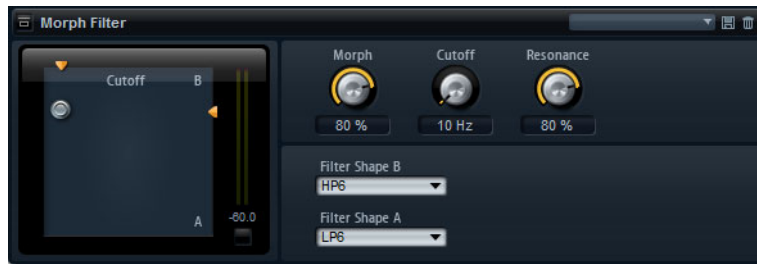 Morph Filter
Cutoff
B
A
-60.0
Morph
Cutoff
Resonance
80 %
10 Hz
80 %
Filter Shape B
HP6
Filter Shape A
LP6